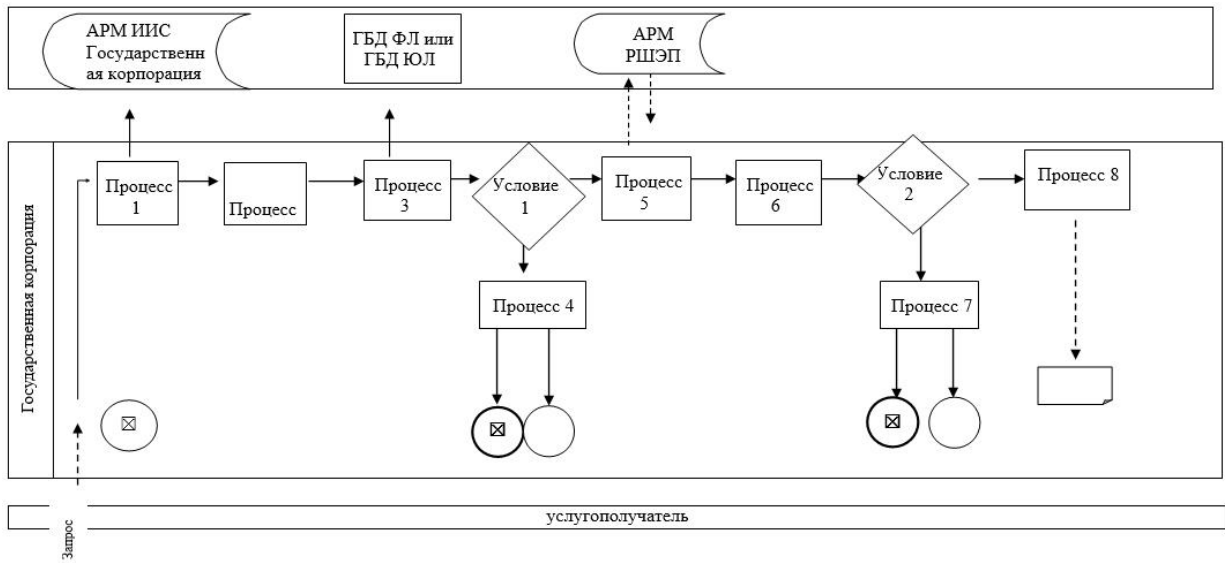 АРМ ИИС
Государственн
ая корпорация
ГБД ФЛ или
ГБД ЮЛ
АРМ
РШЭП
Государственная корпорация
Процесс
1
Процесс
Процесс
3
Условие
1
Процесс
5
Процесс
6
Условие
2
Процесс 8
Процесс 4
Процесс 7
услугополучатель
Запрос